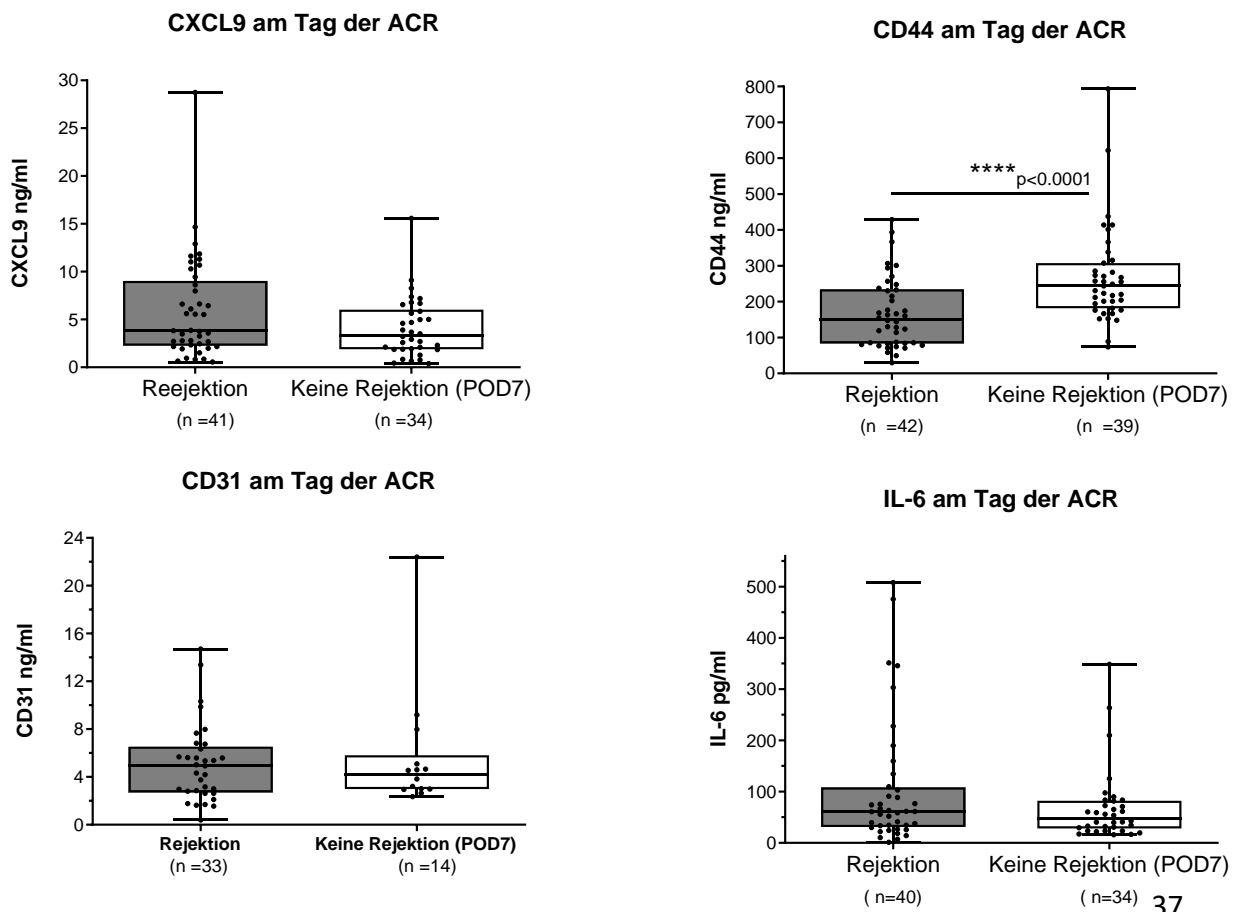 CXCL9 am Tag der ACR
CXCL9 ng/ml
30
25
20
15
10
5
0
Reejektion
Keine Rejektion (POD7)
(n =41)
(n =34)
CD44 am Tag der ACR
CD44 ng/ml
800
700
600
500
400
300
200
100
0
****p<0.0001
Rejektion
Keine Rejektion (POD7)
(n =42)
(n =39)
CD31 am Tag der ACR
CD31 ng/ml
24
20
16
12
8
4
0
Rejektion
Keine Rejektion (POD7)
(n =33)
(n =14)
IL-6 am Tag der ACR
IL-6 pg/ml
500
400
300
200
100
0
Rejektion
Keine Rejektion (POD7)
( n=40)
( n=34)
37